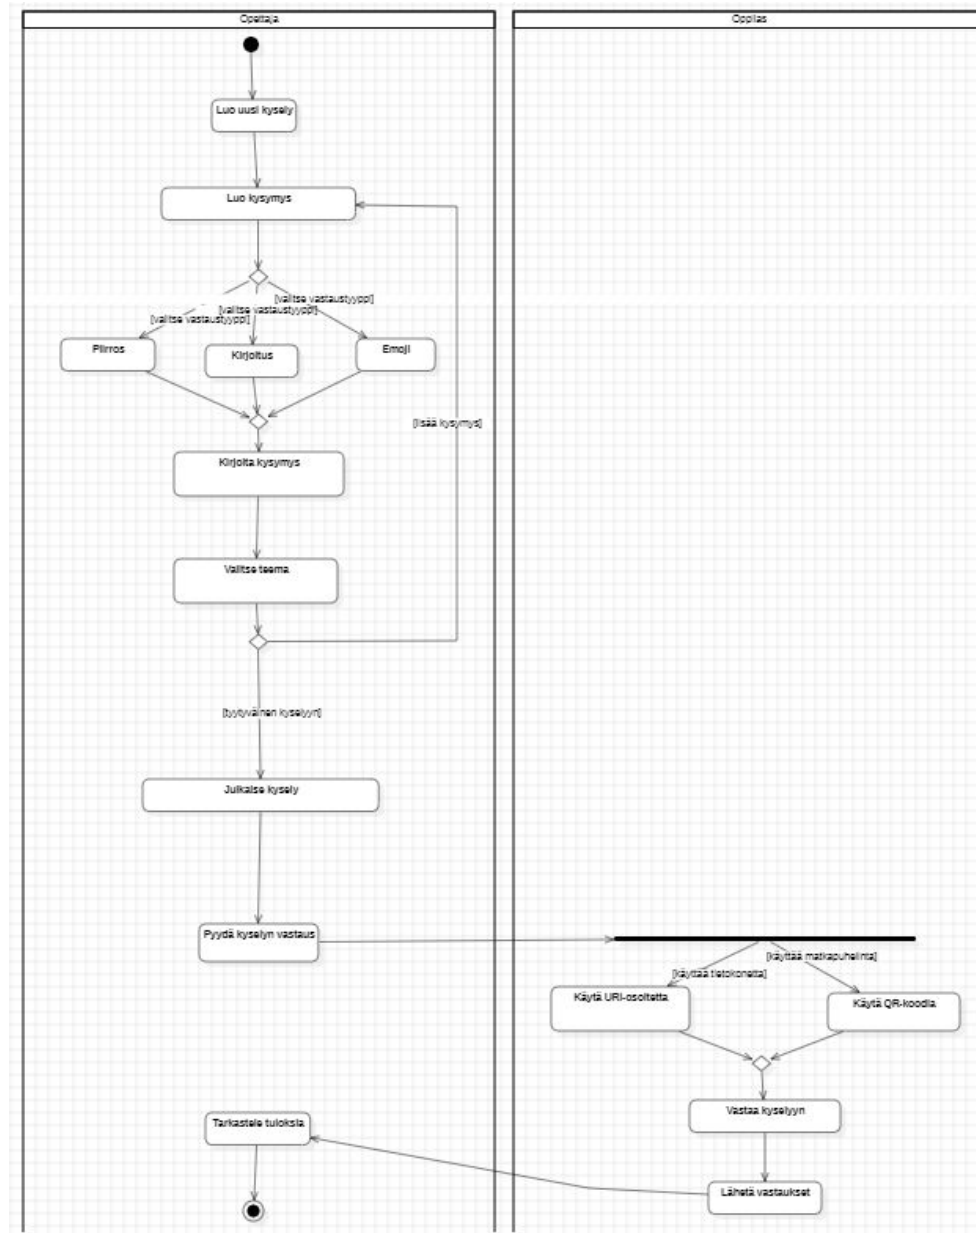 Opettaja
Oppilas
Luo uusi kysely
Luo kysymys
[valitse vastaustyyppi]
[valitse vastaustyyppi]
[valitse vastaustyyppi]
Piirros
Kirjoitus
Emoji
[lisää kysymys]
Kirjoita kysymys
Valitse teema
[tyytyväinen kyselyyn]
Julkaise kysely
Pyydä kyselyn vastaus
[käyttää matkapuhelinta]
[käyttää tietokonetta]
Käytä URI-osoitetta
Käytä QR-koodia
Vastaa kyselyyn
Tarkastele tuloksia
Lähetä vastaukset